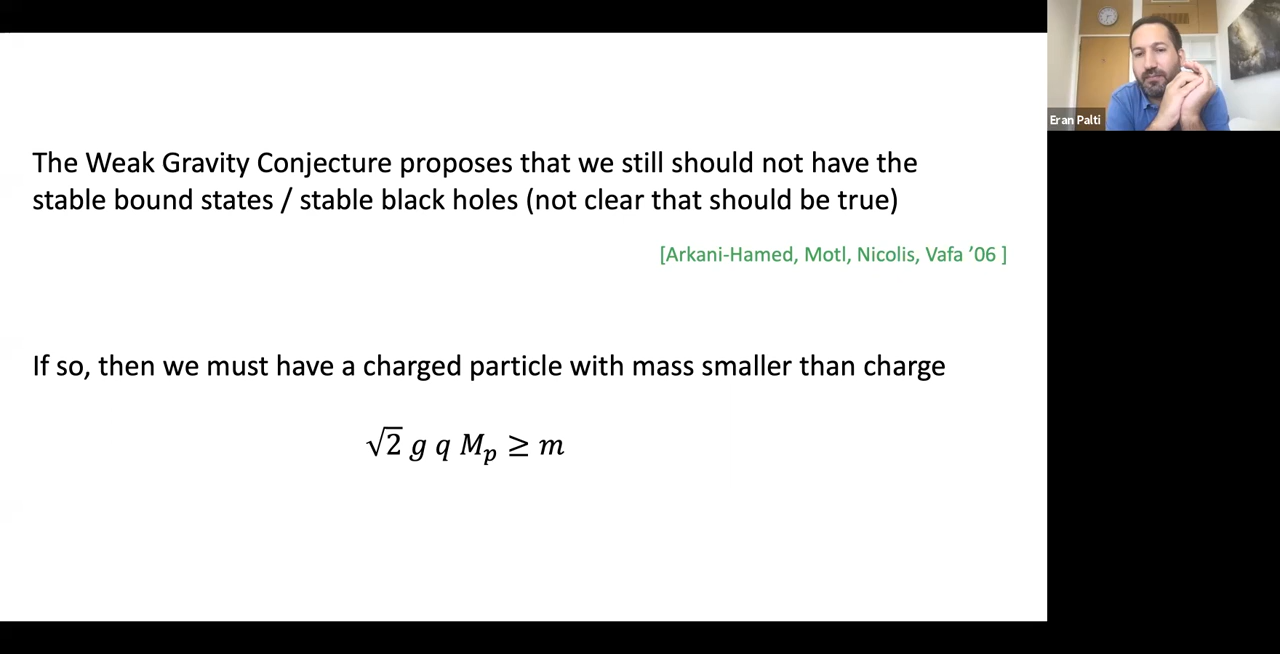 The Weak Gravity Conjecture proposes that we still should not have the
stable bound states / stable black holes (not clear that should be true)
[Arkani-Hamed, Motl, Nicolis, Vafa ’06 ]
If so, then we must have a charged particle with mass smaller than charge
√2 g q Mₚ ≥ m
Eran Palti